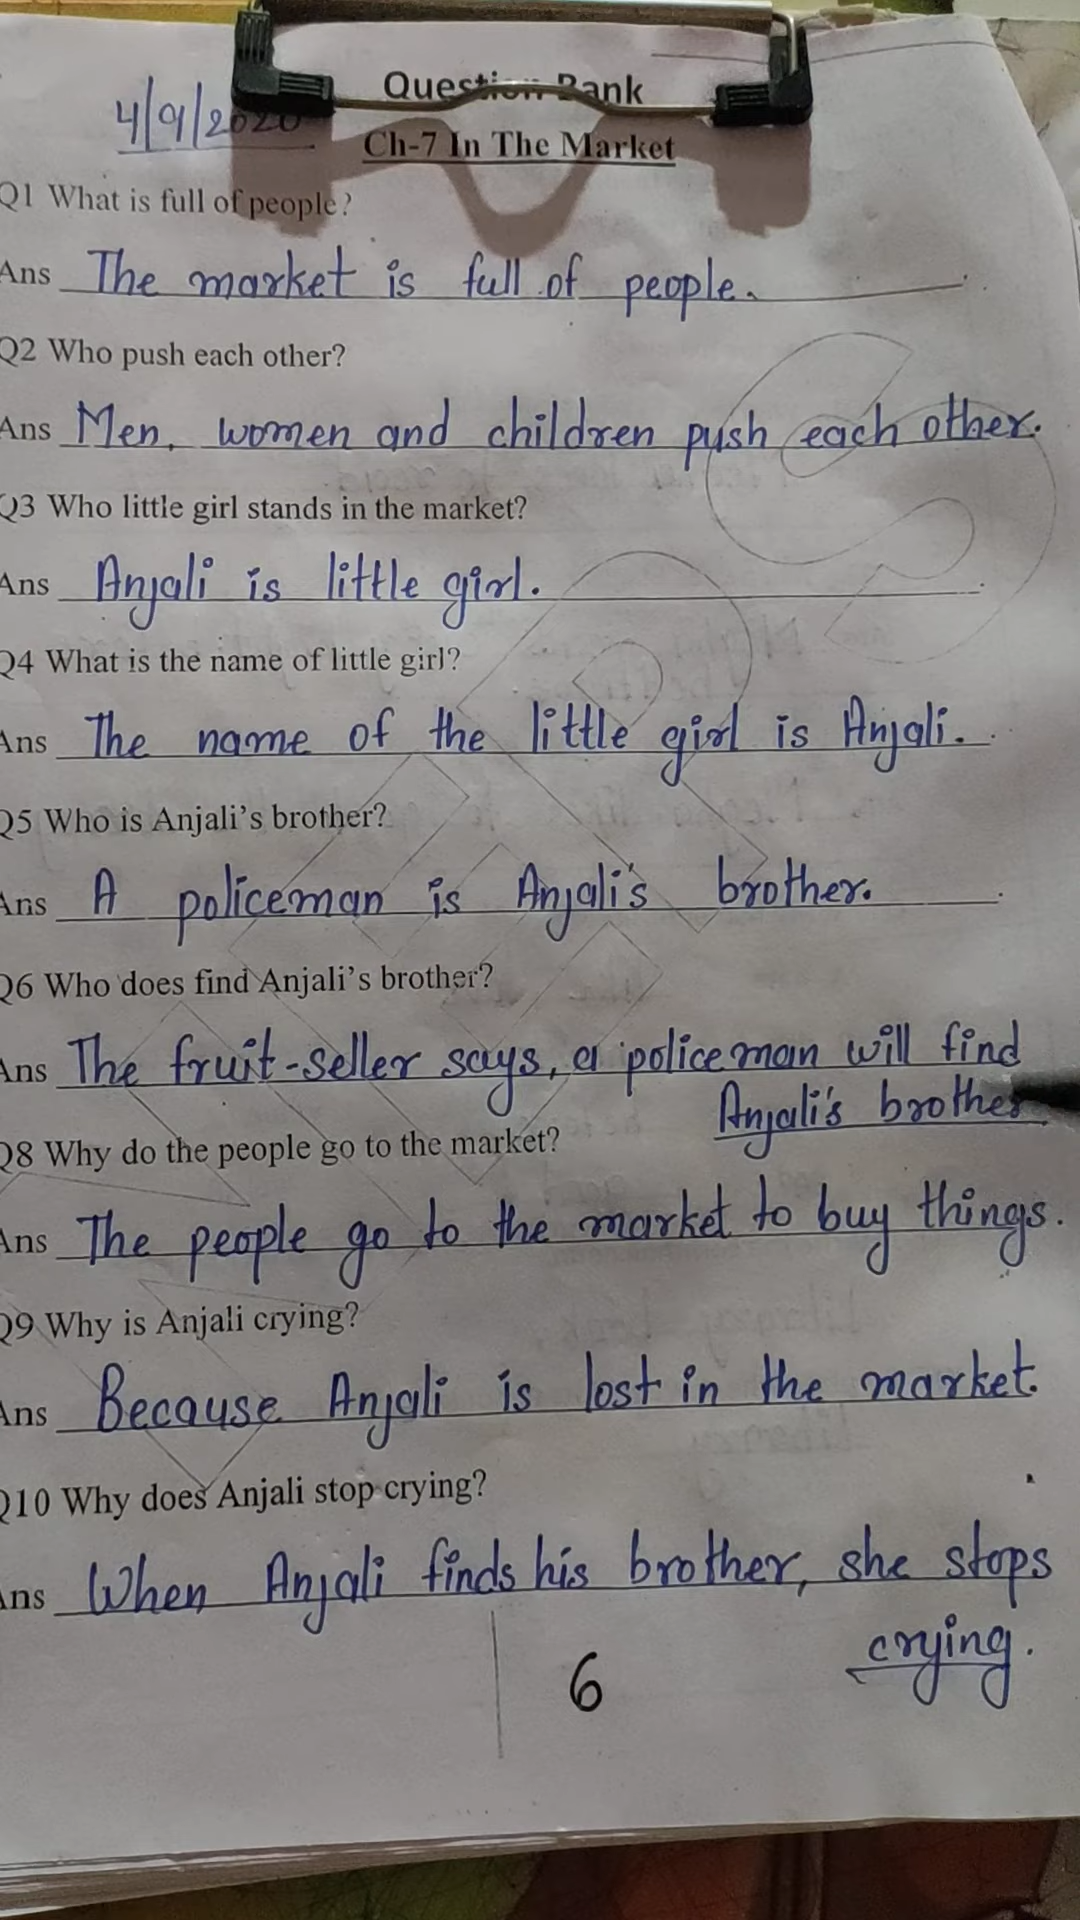 Question Bank
4/9/2020
Ch-7 In The Market
Q1 What is full of people?
Ans The market is full of people.
Q2 Who push each other?
Ans Men, women and children push each other.
Q3 Who little girl stands in the market?
Ans Anjali is little girl.
Q4 What is the name of little girl?
Ans The name of the little girl is Anjali.
Q5 Who is Anjali's brother?
Ans A policeman is Anjali's brother.
Q6 Who does find Anjali's brother?
Ans The fruit-seller says, a policeman will find
Anjali's brother
Q8 Why do the people go to the market?
Ans The people go to the market to buy things.
Q9 Why is Anjali crying?
Ans Because Anjali is lost in the market.
Q10 Why does Anjali stop crying?
Ans When Anjali finds his brother, she stops
crying.
6